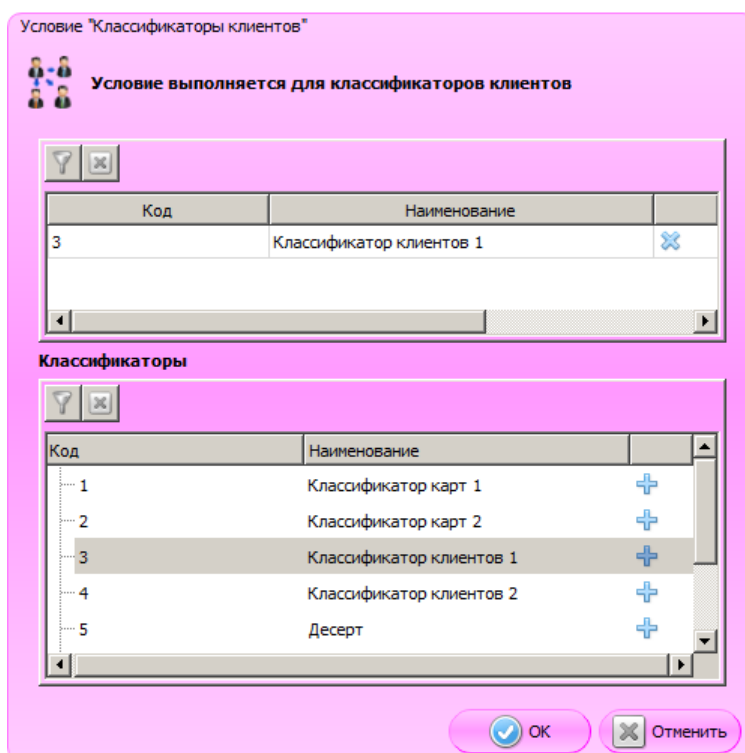 Условие "Классификаторы клиентов"
Условие выполняется для классификаторов клиентов
Код Наименование
3 Классификатор клиентов 1
Классификаторы
Код Наименование
1 Классификатор карт 1
2 Классификатор карт 2
3 Классификатор клиентов 1
4 Классификатор клиентов 2
5 Десерт
ОК Отменить